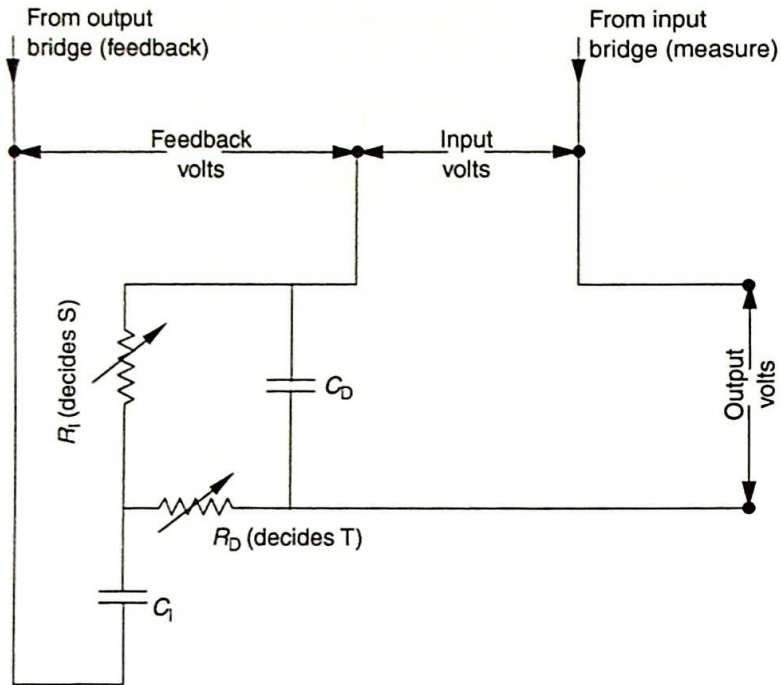 From output
bridge (feedback)
From input
bridge (measure)
Feedback
volts
Input
volts
R_I (decides S)
C_D
Output
volts
R_D (decides T)
C_I